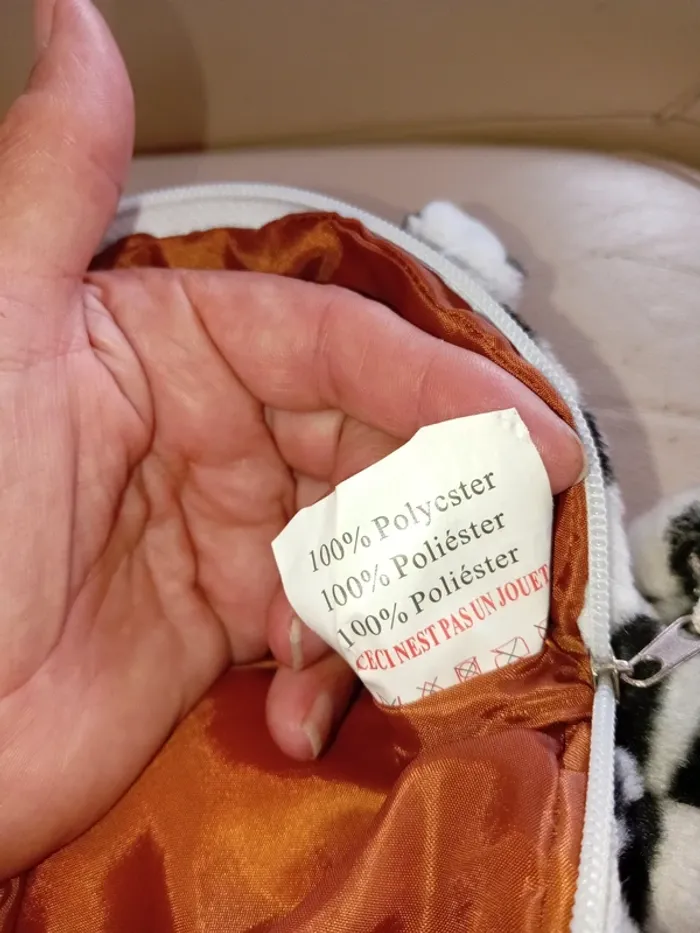 100% Polycster
100% Poliéster
100% Poliéster
CECI NEST PAS UN JOUET